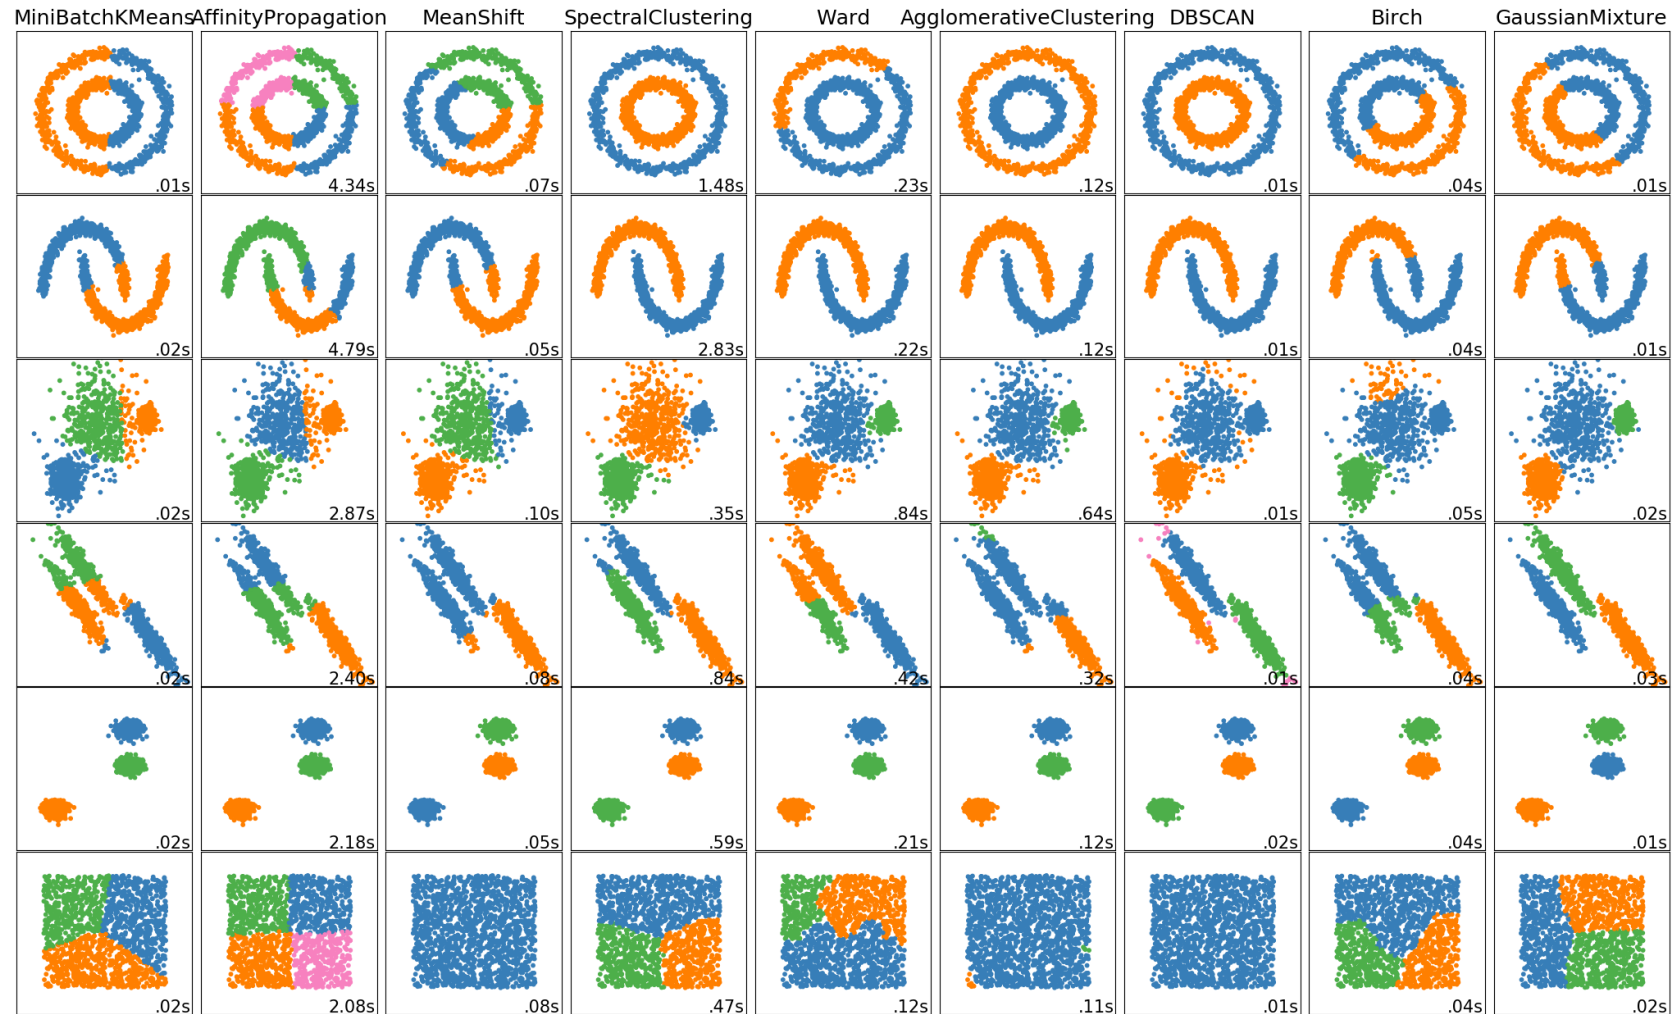 MiniBatchKMeans AffinityPropagation MeanShift SpectralClustering Ward AgglomerativeClustering DBSCAN Birch GaussianMixture
.01s 4.34s .07s 1.48s .23s .12s .01s .04s .01s
.02s 4.79s .05s 2.83s .22s .12s .01s .04s .01s
.02s 2.87s .10s .35s .84s .64s .01s .05s .02s
.02s 2.40s .08s .84s .42s .32s .01s .04s .03s
.02s 2.18s .05s .59s .21s .12s .02s .04s .01s
.02s 2.08s .08s .47s .12s .11s .01s .04s .02s